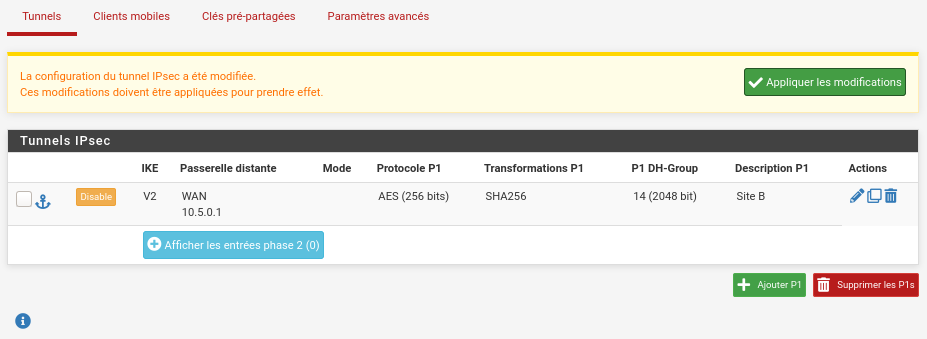 Tunnels Clients mobiles Clés pré-partagées Paramètres avancés
La configuration du tunnel IPsec a été modifiée.
Ces modifications doivent être appliquées pour prendre effet.
Appliquer les modifications
Tunnels IPsec
IKE Passerelle distante Mode Protocole P1 Transformations P1 P1 DH-Group Description P1 Actions
Disable V2 WAN AES (256 bits) SHA256 14 (2048 bit) Site B
10.5.0.1
Afficher les entrées phase 2 (0)
Ajouter P1 Supprimer les P1s